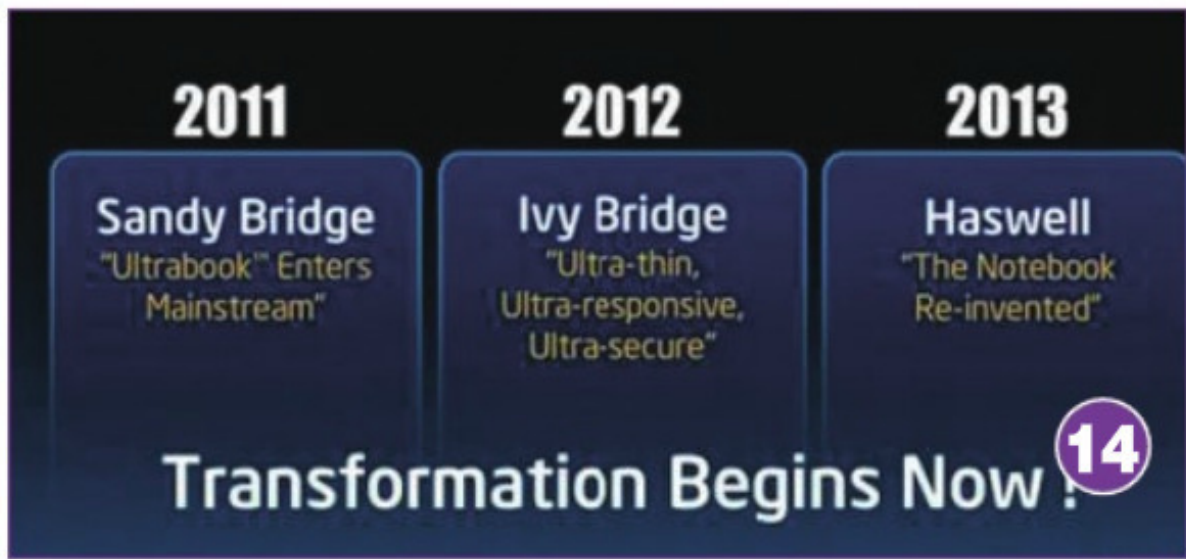 2011
2012
2013
Sandy Bridge
"Ultrabook™ Enters
Mainstream"
Ivy Bridge
"Ultra-thin,
Ultra-responsive,
Ultra-secure"
Haswell
"The Notebook
Re-invented"
Transformation Begins Now !
14